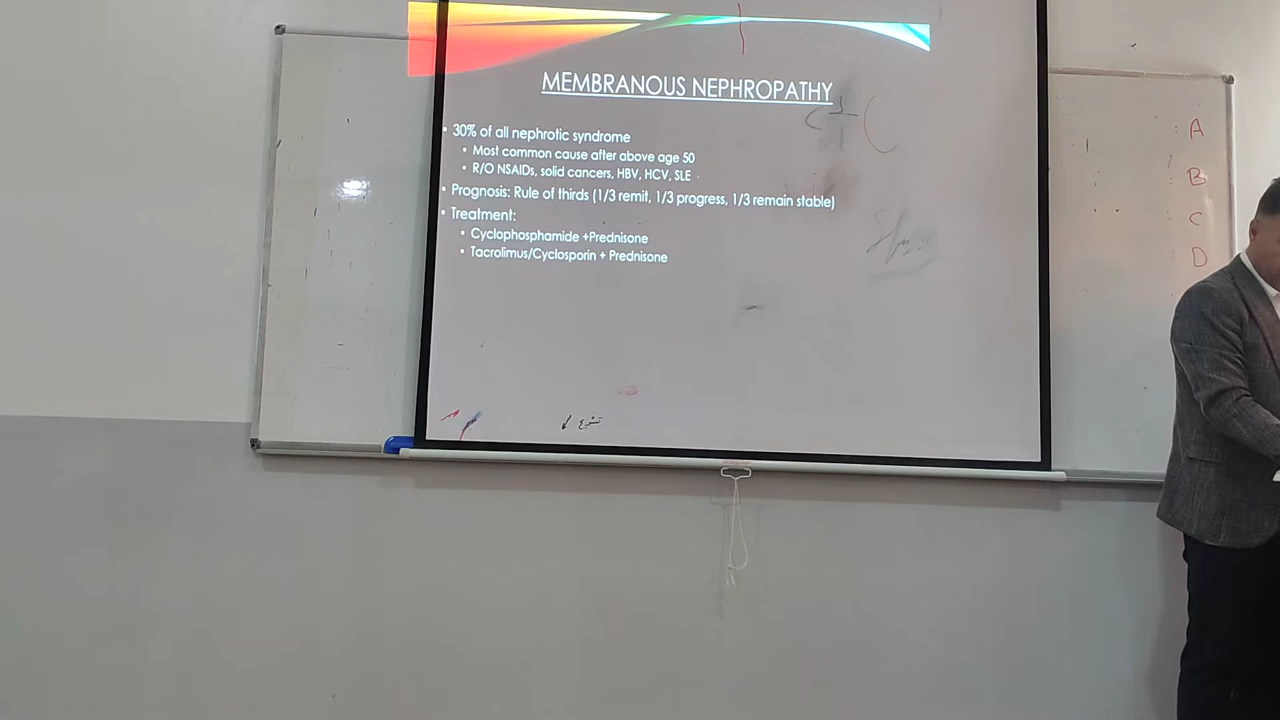 MEMBRANOUS NEPHROPATHY
• 30% of all nephrotic syndrome
• Most common cause after above age 50
• R/O NSAIDs, solid cancers, HBV, HCV, SLE
• Prognosis: Rule of thirds (1/3 remit, 1/3 progress, 1/3 remain stable)
• Treatment:
• Cyclophosphamide +Prednisone
• Tacrolimus/Cyclosporin + Prednisone
A
B
C
D